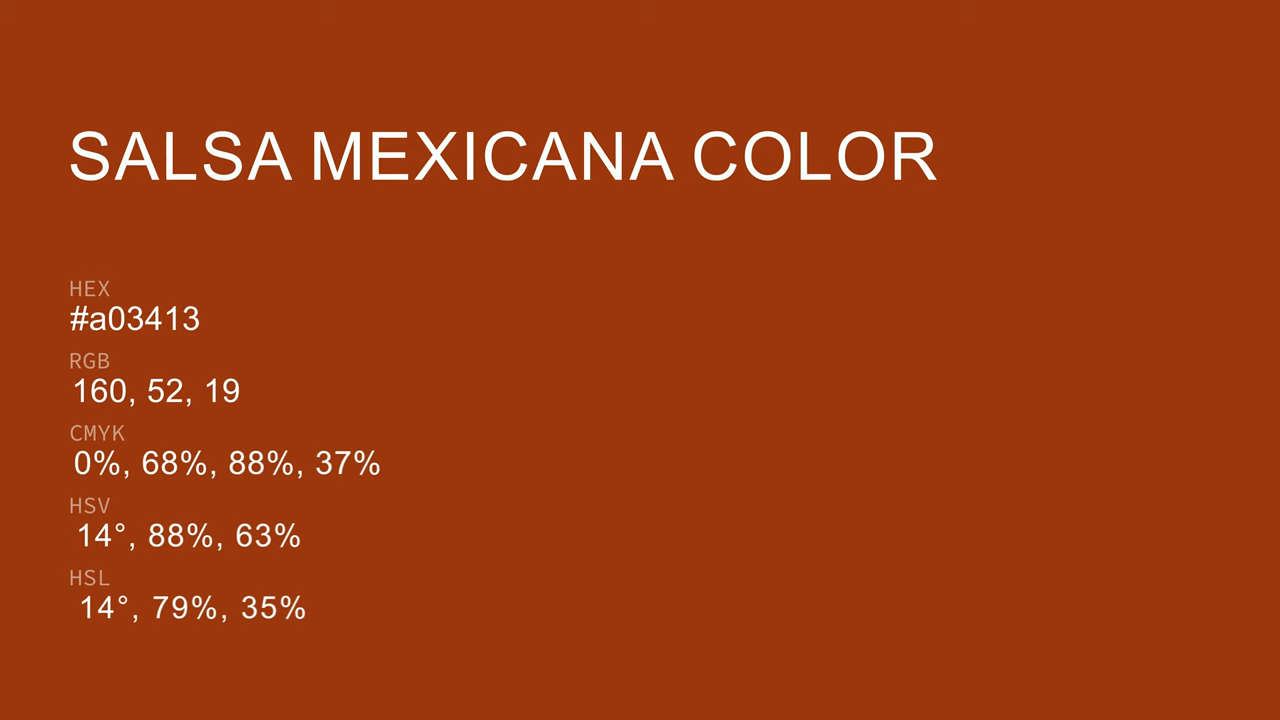 SALSA MEXICANA COLOR
HEX
#a03413
RGB
160, 52, 19
CMYK
0%, 68%, 88%, 37%
HSV
14°, 88%, 63%
HSL
14°, 79%, 35%